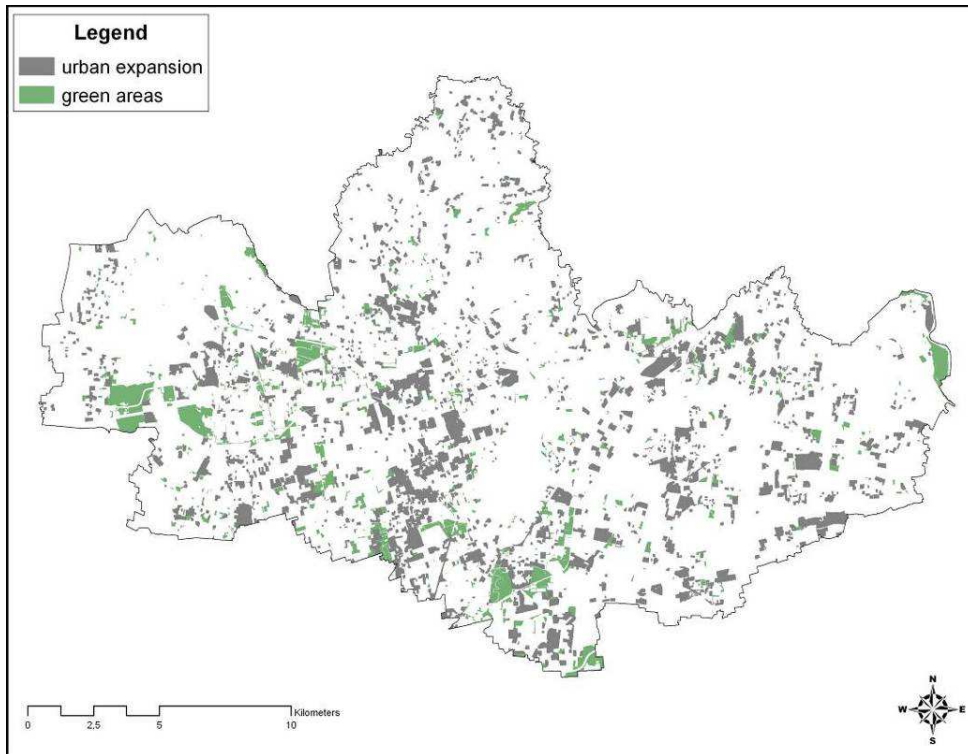 Legend
urban expansion
green areas
N
W E
S
Kilometers
0 2,5 5 10